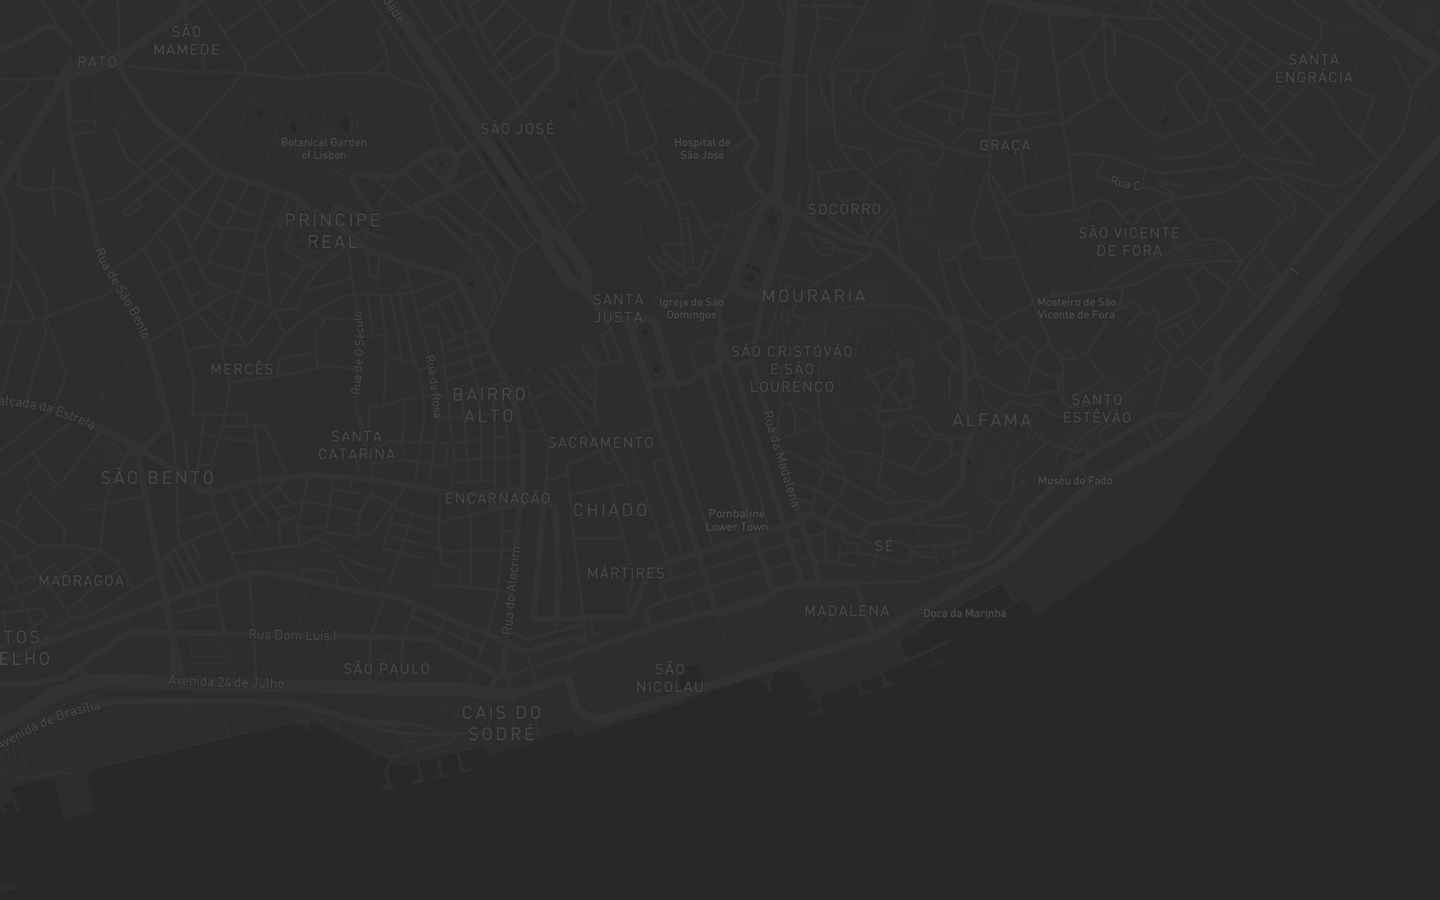 SÃO
MAMEDE
RATO
SANTA
ENGRÁCIA
SÃO JOSÉ
Botanical Garden
of Lisbon
Hospital de
São José
GRAÇA
Rua C
PRÍNCIPE
REAL
SOCORRO
SÃO VICENTE
DE FORA
Rua de São Bento
SANTA
JUSTA
Igreja de São
Domingos
MOURARIA
Mosteiro de São
Vicente de Fora
Rua de O Século
MERCÊS
Rua da Rosa
SÃO CRISTÓVÃO
E SÃO
LOURENÇO
BAIRRO
ALTO
alçada da Estrela
SANTO
ESTÊVÃO
ALFAMA
SANTA
CATARINA
SACRAMENTO
Rua da Madalena
SÃO BENTO
Museu do Fado
ENCARNAÇÃO
CHIADO
Pombaline
Lower Town
SÉ
MADRAGOA
MÁRTIRES
Rua do Alecrim
MADALENA
Doca da Marinha
TOS-
ELHO
Rua Dom Luís I
SÃO PAULO
SÃO
NICOLAU
Avenida 24 de Julho
Avenida de Brasília
CAIS DO
SODRÉ